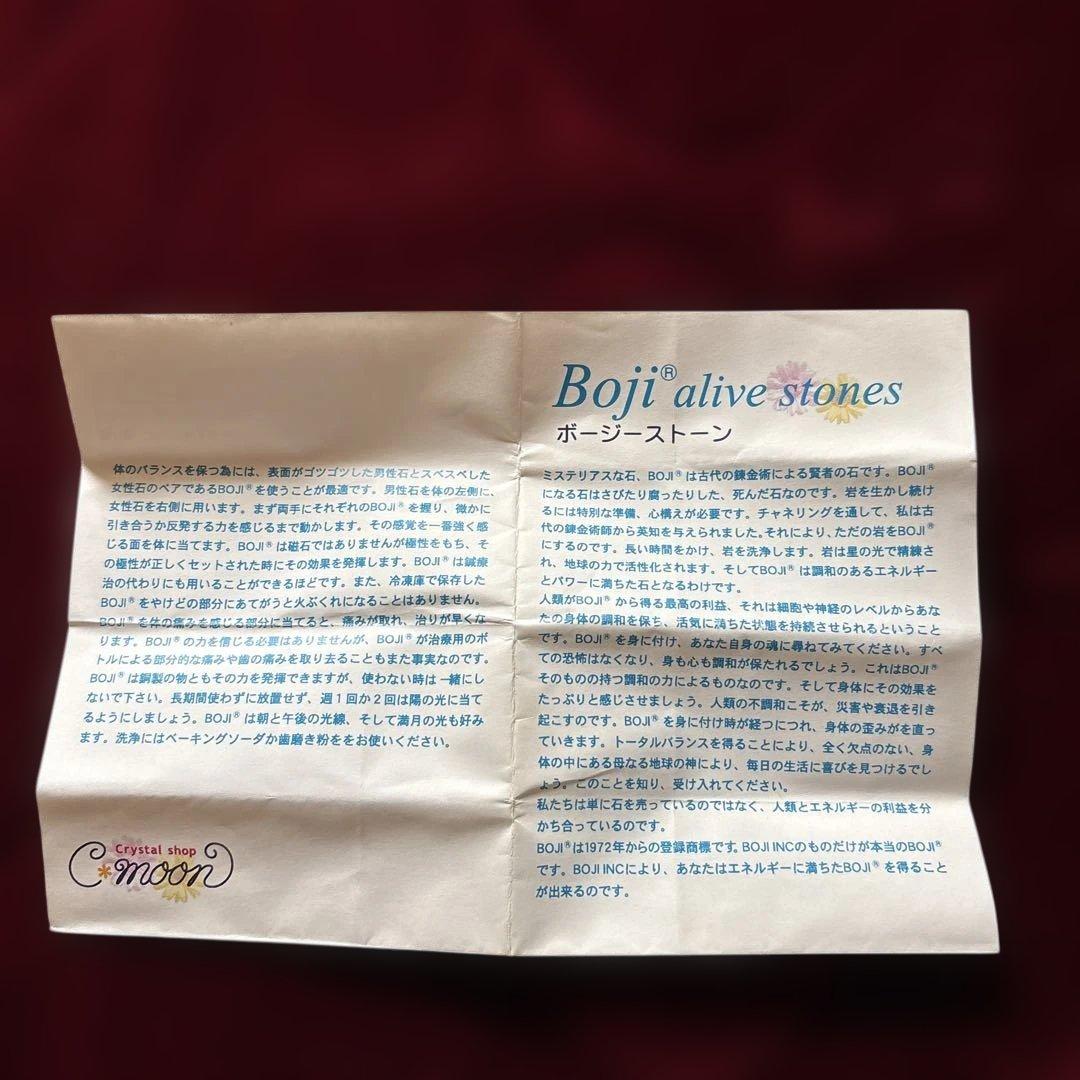 体のバランスを保つ為には、表面がゴツゴツした男性石とスベスベした
女性石のペアであるBOJI®を使うことが最適です。男性石を体の左側に、
女性石を右側に用います。まず両手にそれぞれのBOJI®を握り、微かに
引き合うか反発する力を感じるまで動かします。その感覚を一番強く感
じる面を体に当てます。BOJI®は磁石ではありませんが極性をもち、そ
の極性が正しくセットされた時にその効果を発揮します。BOJI®は鍼療
治の代わりにも用いることができるほどです。また、冷凍庫で保存した
BOJI®をやけどの部分にあてがうと火ぶくれになることはありません。
BOJI®を体の痛みを感じる部分に当てると、痛みが取れ、治りが早くな
ります。BOJI®の力を信じる必要はありませんが、BOJI®が治療用のボ
トルによる部分的な痛みや歯の痛みを取り去ることもまた事実なのです。
BOJI®は銅製の物ともその力を発揮できますが、使わない時は一緒にし
ないで下さい。長期間使わずに放置せず、週1回か2回は陽の光に当て
るようにしましょう。BOJI®は朝と午後の光線、そして満月の光も好み
ます。洗浄にはベーキングソーダか歯磨き粉ををお使いください。
Crystal shop
moon
Boji® alive stones
ボージーストーン
ミステリアスな石、BOJI®は古代の錬金術による賢者の石です。BOJI®
になる石はさびたり腐ったりした、死んだ石なのです。岩を生かし続け
るには特別な準備、心構えが必要です。チャネリングを通して、私は古
代の錬金術師から英知を与えられました。それにより、ただの岩をBOJI®
にするのです。長い時間をかけ、岩を洗浄します。岩は星の光で精練さ
れ、地球の力で活性化されます。そしてBOJI®は調和のあるエネルギー
とパワーに満ちた石となるわけです。
人類がBOJI®から得る最高の利益、それは細胞や神経のレベルからあな
たの身体の調和を保ち、活気に満ちた状態を持続させられるということ
です。BOJI®を身に付け、あなた自身の魂に尋ねてみてください。すべ
ての恐怖はなくなり、身も心も調和が保たれるでしょう。これはBOJI®
そのものの持つ調和の力によるものなのです。そして身体にその効果を
たっぷりと感じさせましょう。人類の不調和こそが、災害や衰退を引き
起こすのです。BOJI®を身に付け時が経つにつれ、身体の歪みがを直っ
ていきます。トータルバランスを得ることにより、全く欠点のない、身
体の中にある母なる地球の神により、毎日の生活に喜びを見つけるでし
ょう。このことを知り、受け入れてください。
私たちは単に石を売っているのではなく、人類とエネルギーの利益を分
かち合っているのです。
BOJI®は1972年からの登録商標です。BOJI INCのものだけが本当のBOJI®
です。BOJI INCにより、あなたはエネルギーに満ちたBOJI®を得ること
が出来るのです。